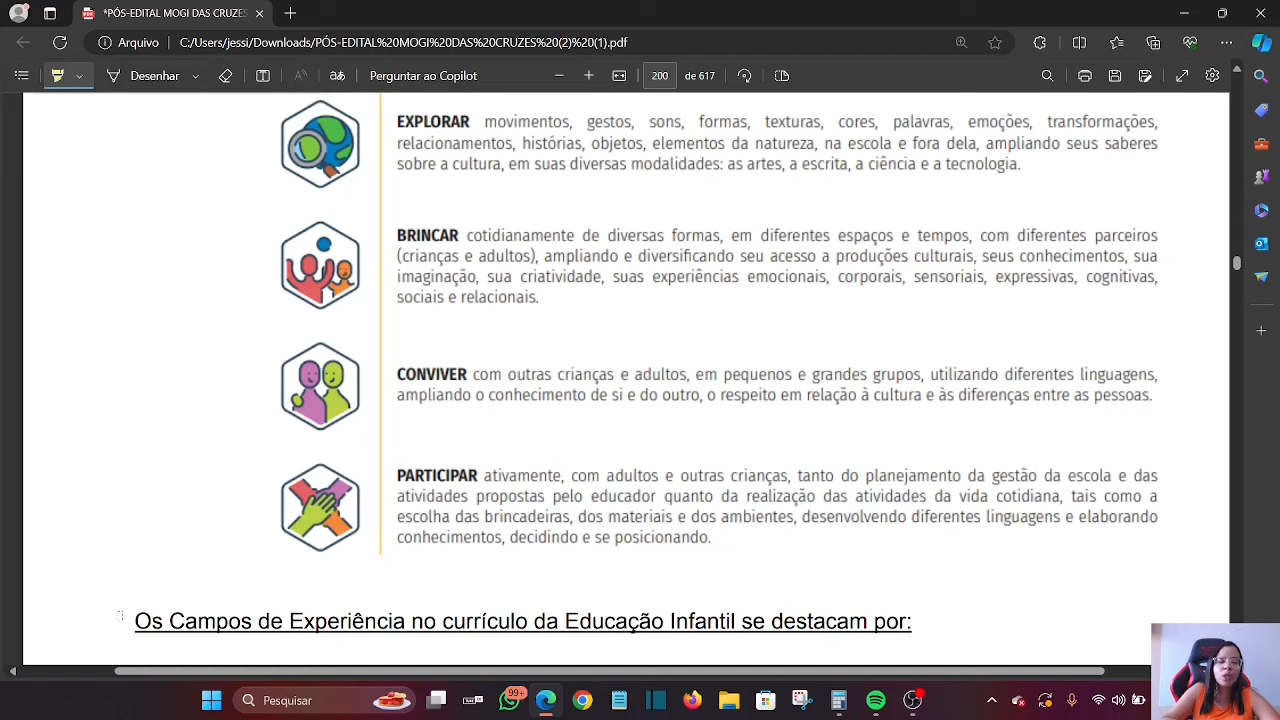 *PÓS-EDITAL MOGI DAS CRUZES
Arquivo
C:/Users/jessi/Downloads/PÓS-EDITAL%20MOGI%20DAS%20CRUZES%20(2)%20(1).pdf
Desenhar
Perguntar ao Copilot
200 de 617
EXPLORAR movimentos, gestos, sons, formas, texturas, cores, palavras, emoções, transformações,
relacionamentos, histórias, objetos, elementos da natureza, na escola e fora dela, ampliando seus saberes
sobre a cultura, em suas diversas modalidades: as artes, a escrita, a ciência e a tecnologia.
BRINCAR cotidianamente de diversas formas, em diferentes espaços e tempos, com diferentes parceiros
(crianças e adultos), ampliando e diversificando seu acesso a produções culturais, seus conhecimentos, sua
imaginação, sua criatividade, suas experiências emocionais, corporais, sensoriais, expressivas, cognitivas,
sociais e relacionais.
CONVIVER com outras crianças e adultos, em pequenos e grandes grupos, utilizando diferentes linguagens,
ampliando o conhecimento de si e do outro, o respeito em relação à cultura e às diferenças entre as pessoas.
PARTICIPAR ativamente, com adultos e outras crianças, tanto do planejamento da gestão da escola e das
atividades propostas pelo educador quanto da realização das atividades da vida cotidiana, tais como a
escolha das brincadeiras, dos materiais e dos ambientes, desenvolvendo diferentes linguagens e elaborando
conhecimentos, decidindo e se posicionando.
Os Campos de Experiência no currículo da Educação Infantil se destacam por:
Pesquisar
99+